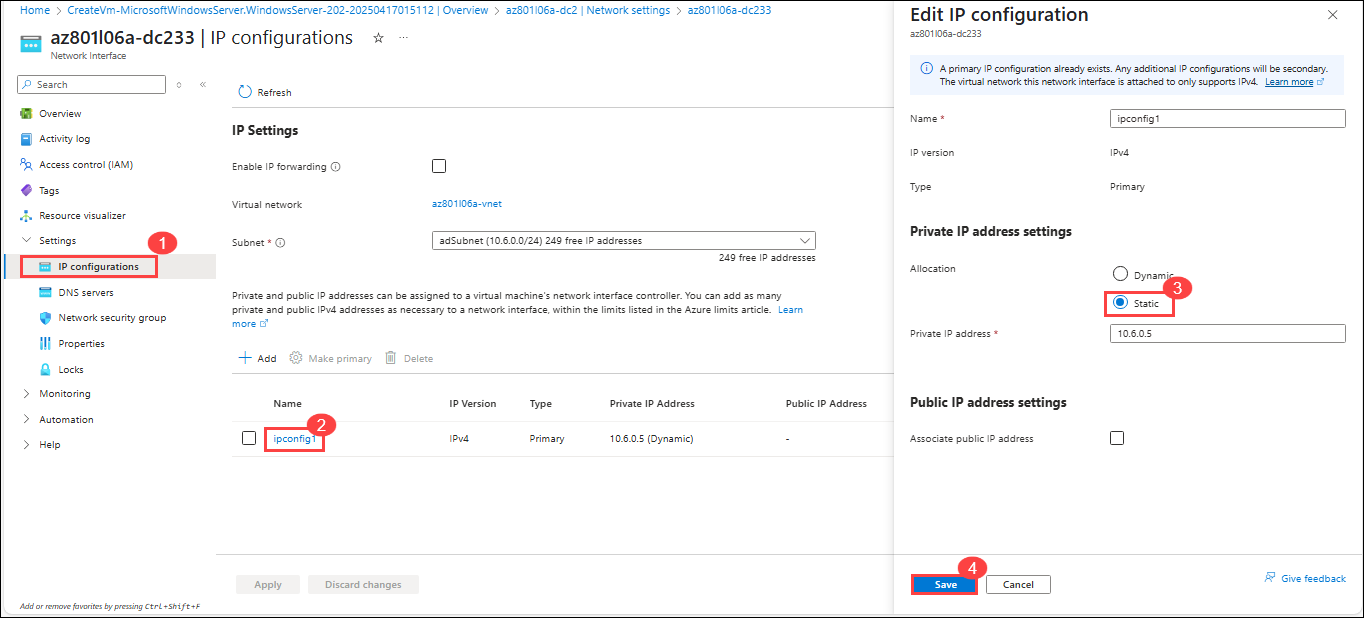 Home > CreateVm-MicrosoftWindowsServer.WindowsServer-202-20250417015112 | Overview > az801l06a-dc2 | Network settings > az801l06a-dc233
az801l06a-dc233 | IP configurations ☆ ...
Network Interface
Search
«
Overview
Activity log
Access control (IAM)
Tags
Resource visualizer
Settings
1
IP configurations
DNS servers
Network security group
Properties
Locks
Monitoring
Automation
Help
Add or remove favorites by pressing Ctrl+Shift+F
Refresh
IP Settings
Enable IP forwarding
Virtual network az801l06a-vnet
Subnet * adSubnet (10.6.0.0/24) 249 free IP addresses
249 free IP addresses
Private and public IP addresses can be assigned to a virtual machine's network interface controller. You can add as many
private and public IPv4 addresses as necessary to a network interface, within the limits listed in the Azure limits article. Learn
more
Add Make primary Delete
Name IP Version Type Private IP Address Public IP Address
2
ipconfig1 IPv4 Primary 10.6.0.5 (Dynamic) -
Apply Discard changes
Edit IP configuration
az801l06a-dc233
A primary IP configuration already exists. Any additional IP configurations will be secondary.
The virtual network this network interface is attached to only supports IPv4. Learn more
Name * ipconfig1
IP version IPv4
Type Primary
Private IP address settings
Allocation Dynamic
3
Static
Private IP address * 10.6.0.5
Public IP address settings
Associate public IP address
4
Save Cancel
Give feedback